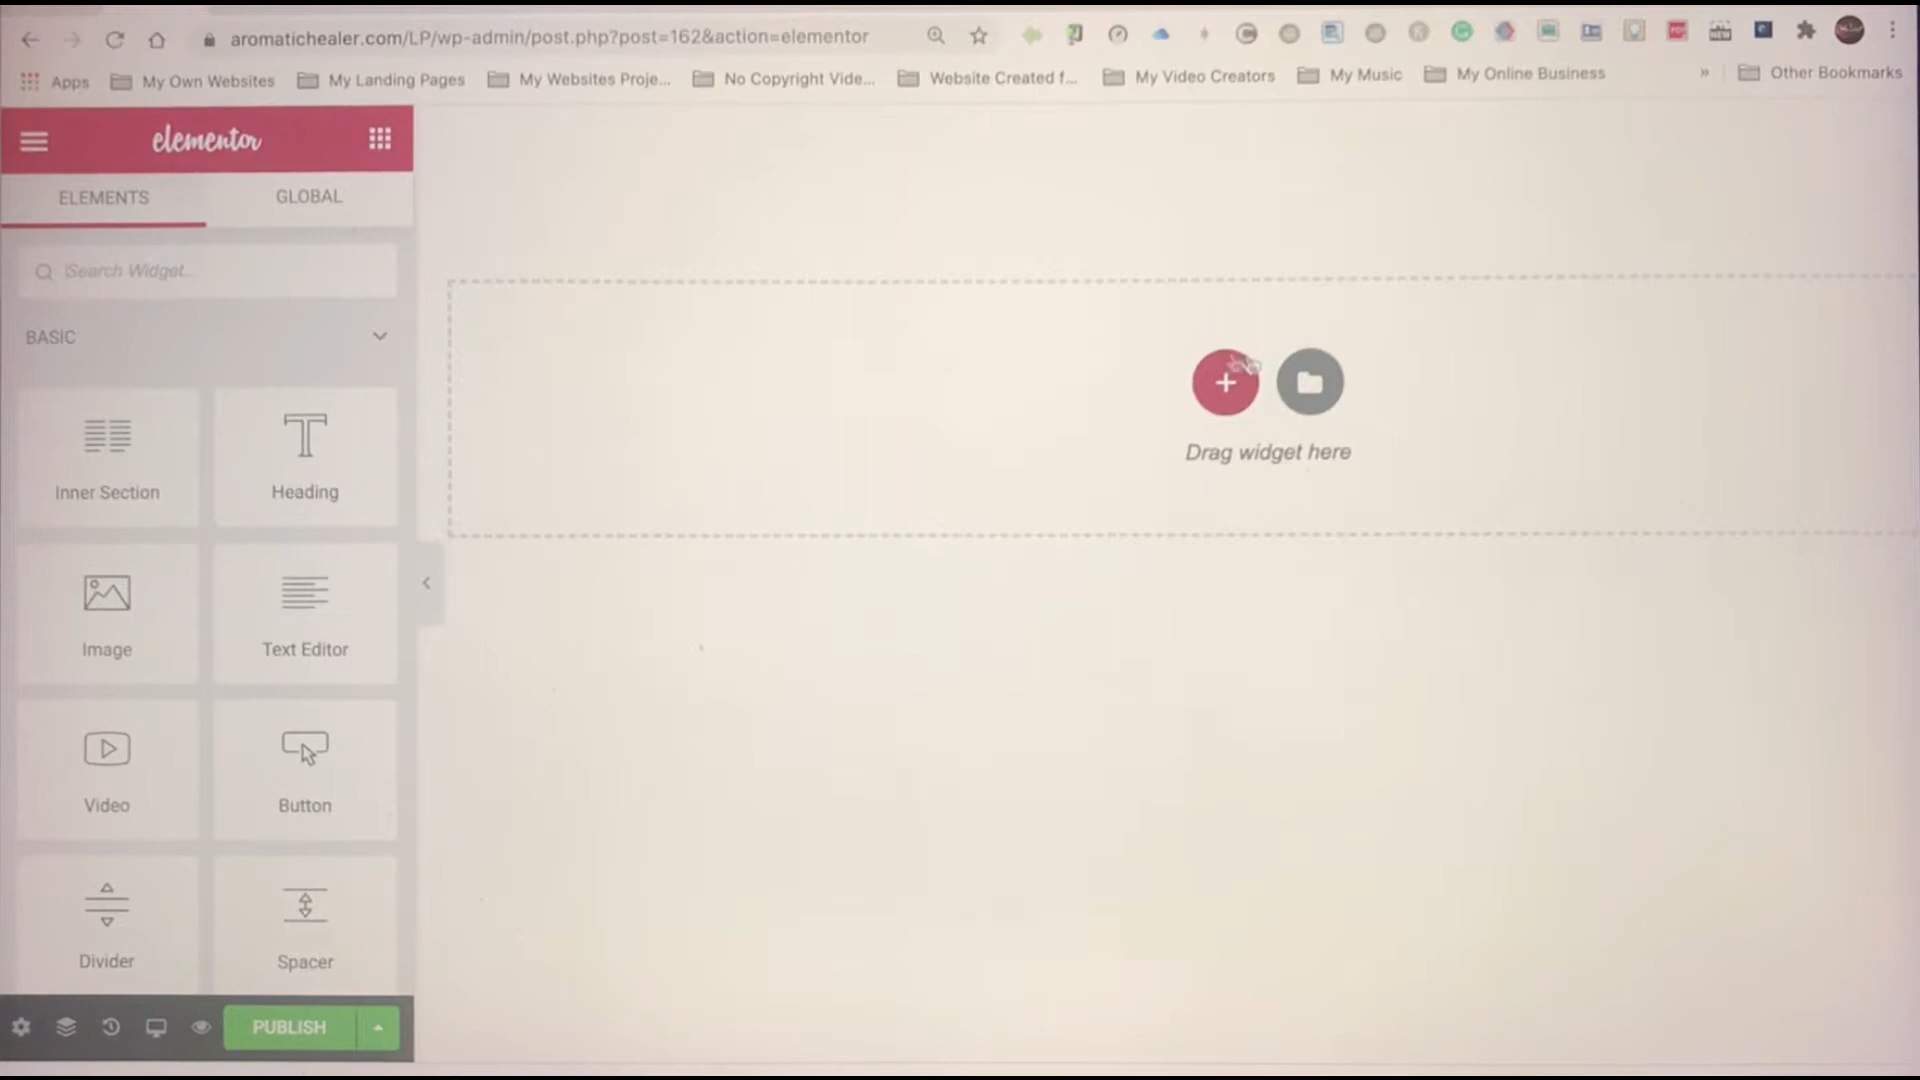 aromatichealer.com/LP/wp-admin/post.php?post=162&action=elementor
Apps
My Own Websites
My Landing Pages
My Websites Proje...
No Copyright Vide...
Website Created f...
My Video Creators
My Music
My Online Business
»
Other Bookmarks
elementor
ELEMENTS
GLOBAL
Search Widget...
BASIC
Inner Section
Heading
Drag widget here
Image
Text Editor
Video
Button
Divider
Spacer
PUBLISH